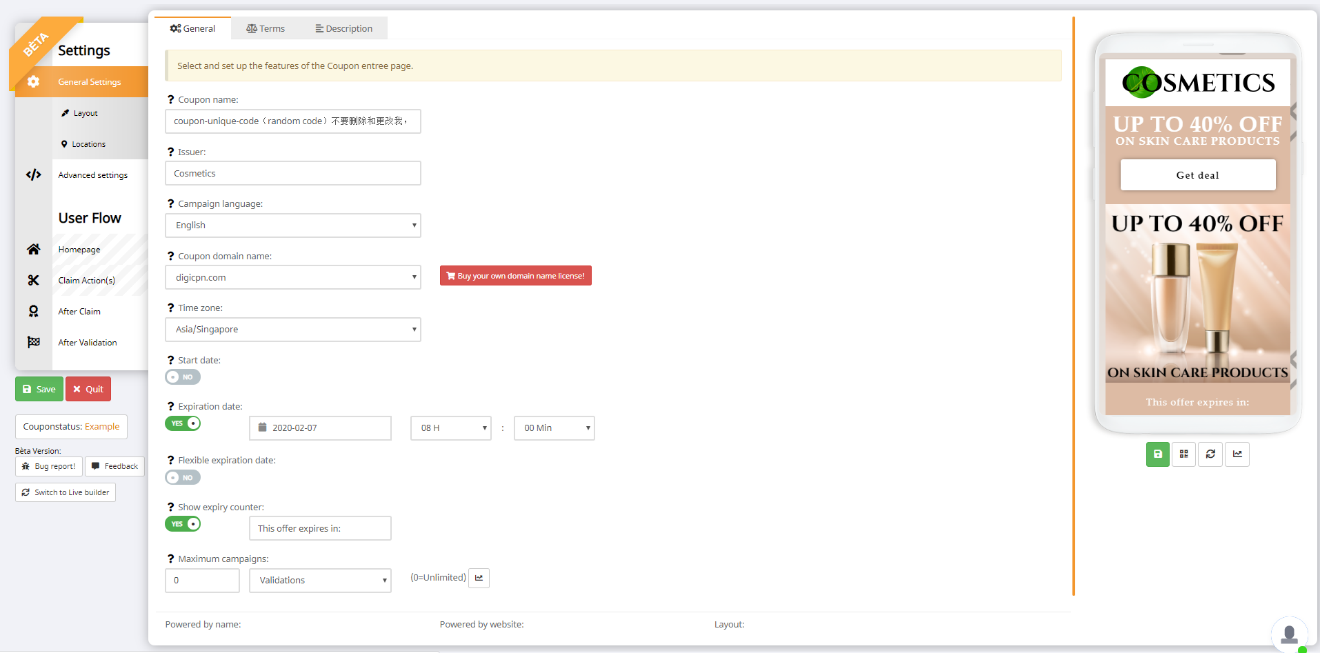 BÈTA
Settings
General Settings
Layout
Locations
Advanced settings
User Flow
Homepage
Claim Action(s)
After Claim
After Validation
Save
Quit
Couponstatus: Example
Bèta Version:
Bug report!
Feedback
Switch to Live builder
General
Terms
Description
Select and set up the features of the Coupon entree page.
? Coupon name:
coupon-unique-code（random code）不要删除和更改我，
? Issuer:
Cosmetics
? Campaign language:
English
? Coupon domain name:
digicpn.com
Buy your own domain name license!
? Time zone:
Asia/Singapore
? Start date:
NO
? Expiration date:
YES
2020-02-07
08 H
:
00 Min
? Flexible expiration date:
NO
? Show expiry counter:
YES
This offer expires in:
? Maximum campaigns:
0
Validations
(0=Unlimited)
Powered by name:
Powered by website:
Layout:
COSMETICS
UP TO 40% OFF
ON SKIN CARE PRODUCTS
Get deal
UP TO 40% OFF
ON SKIN CARE PRODUCTS
This offer expires in: